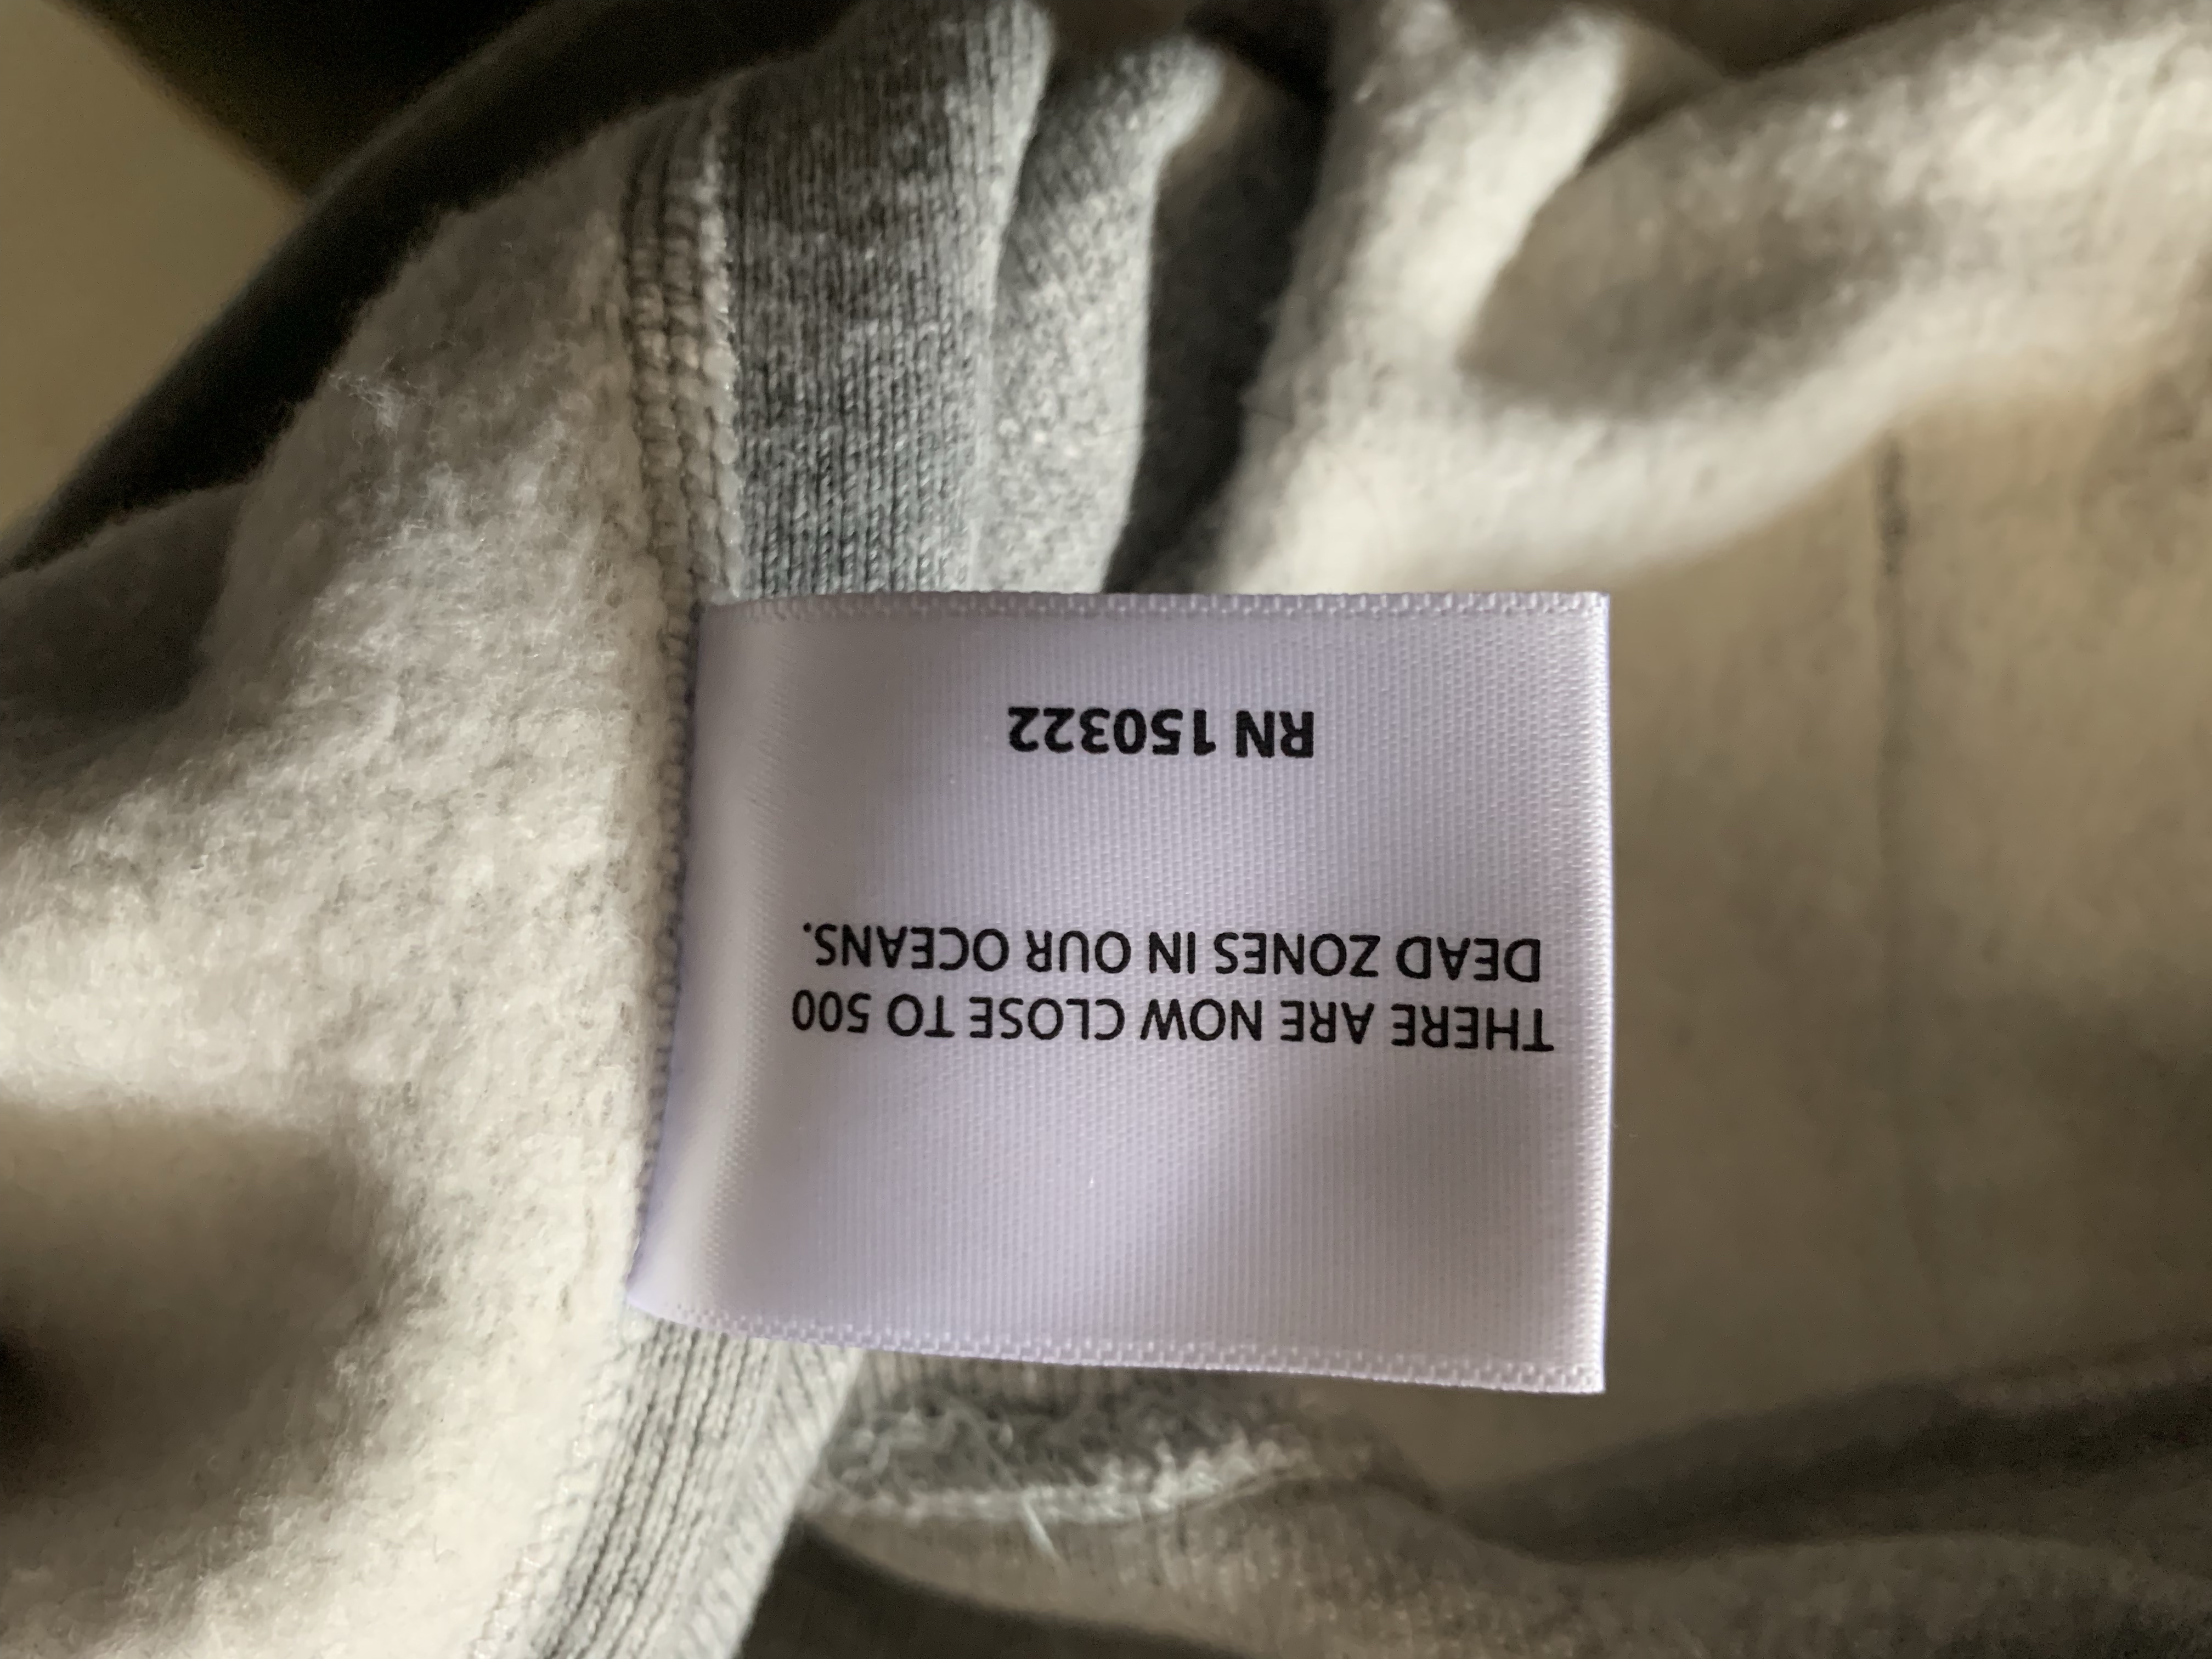 THERE ARE NOW CLOSE TO 500
DEAD ZONES IN OUR OCEANS.
RN 150322